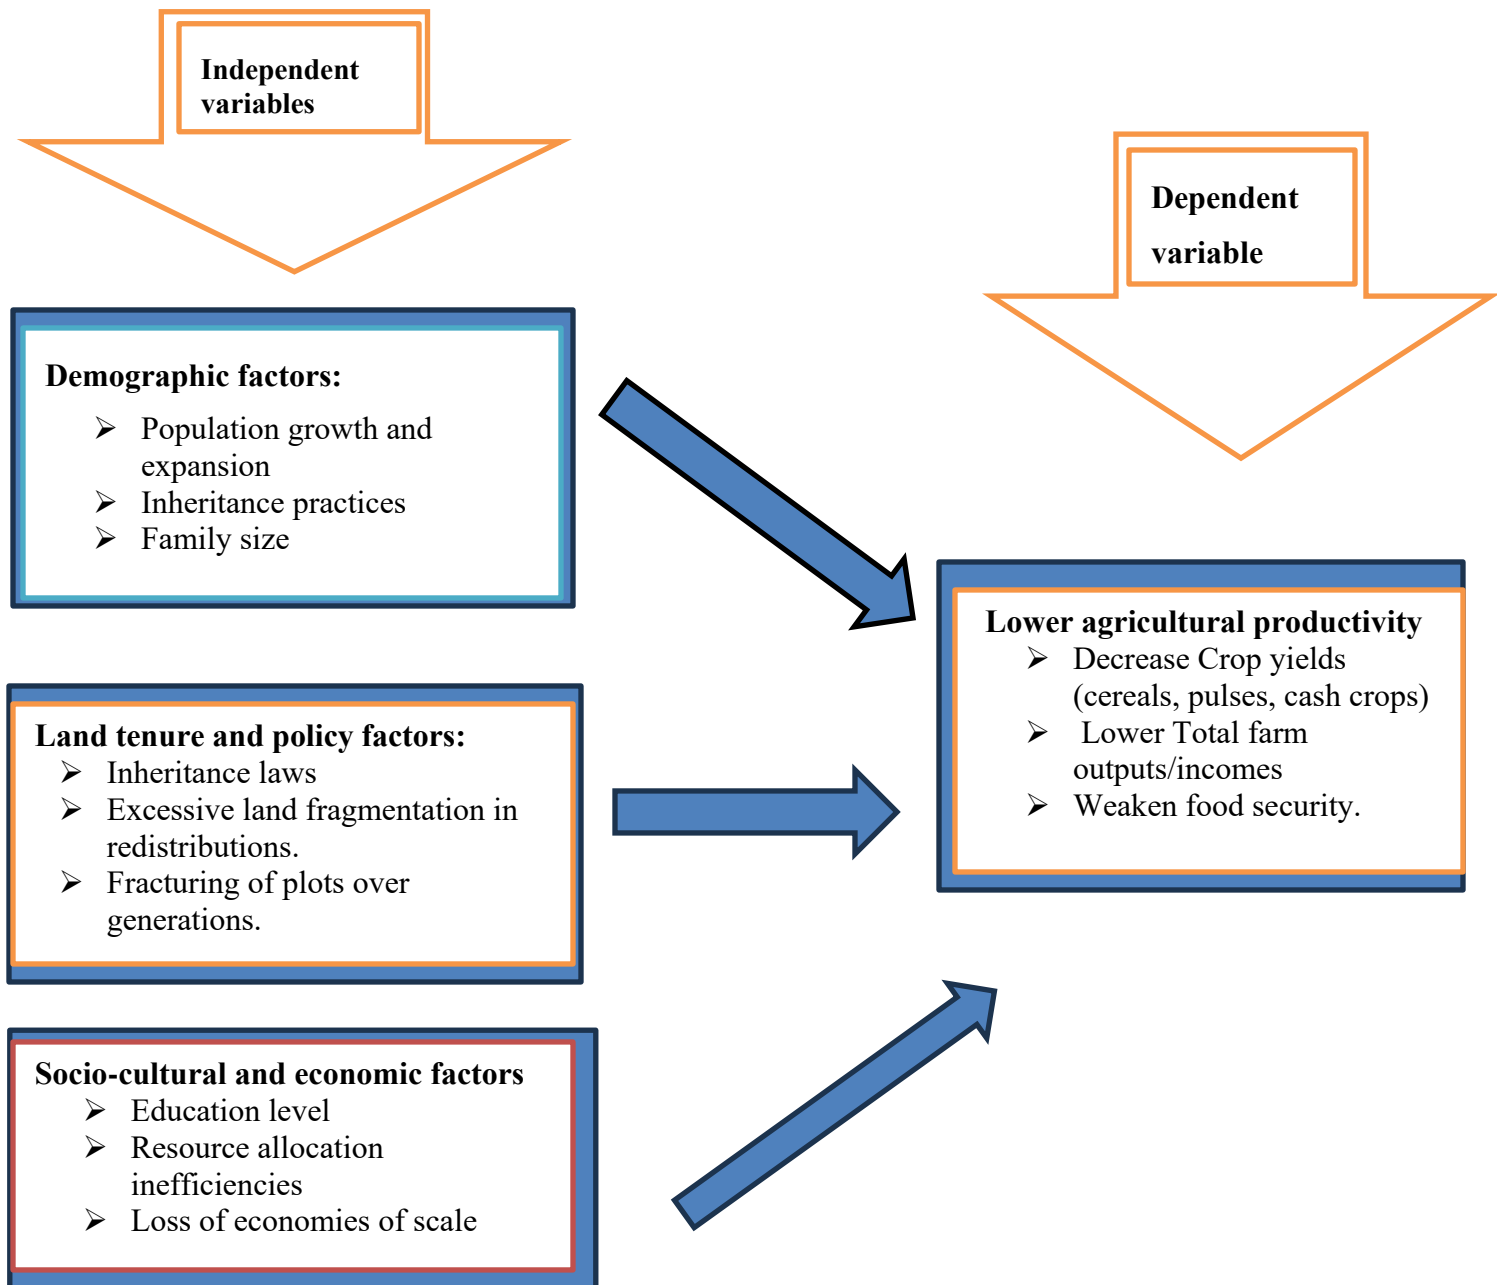 Independent
variables
Dependent
variable
Demographic factors:
➢ Population growth and
expansion
➢ Inheritance practices
➢ Family size
Lower agricultural productivity
➢ Decrease Crop yields
(cereals, pulses, cash crops)
➢ Lower Total farm
outputs/incomes
➢ Weaken food security.
Land tenure and policy factors:
➢ Inheritance laws
➢ Excessive land fragmentation in
redistributions.
➢ Fracturing of plots over
generations.
Socio-cultural and economic factors
➢ Education level
➢ Resource allocation
inefficiencies
➢ Loss of economies of scale